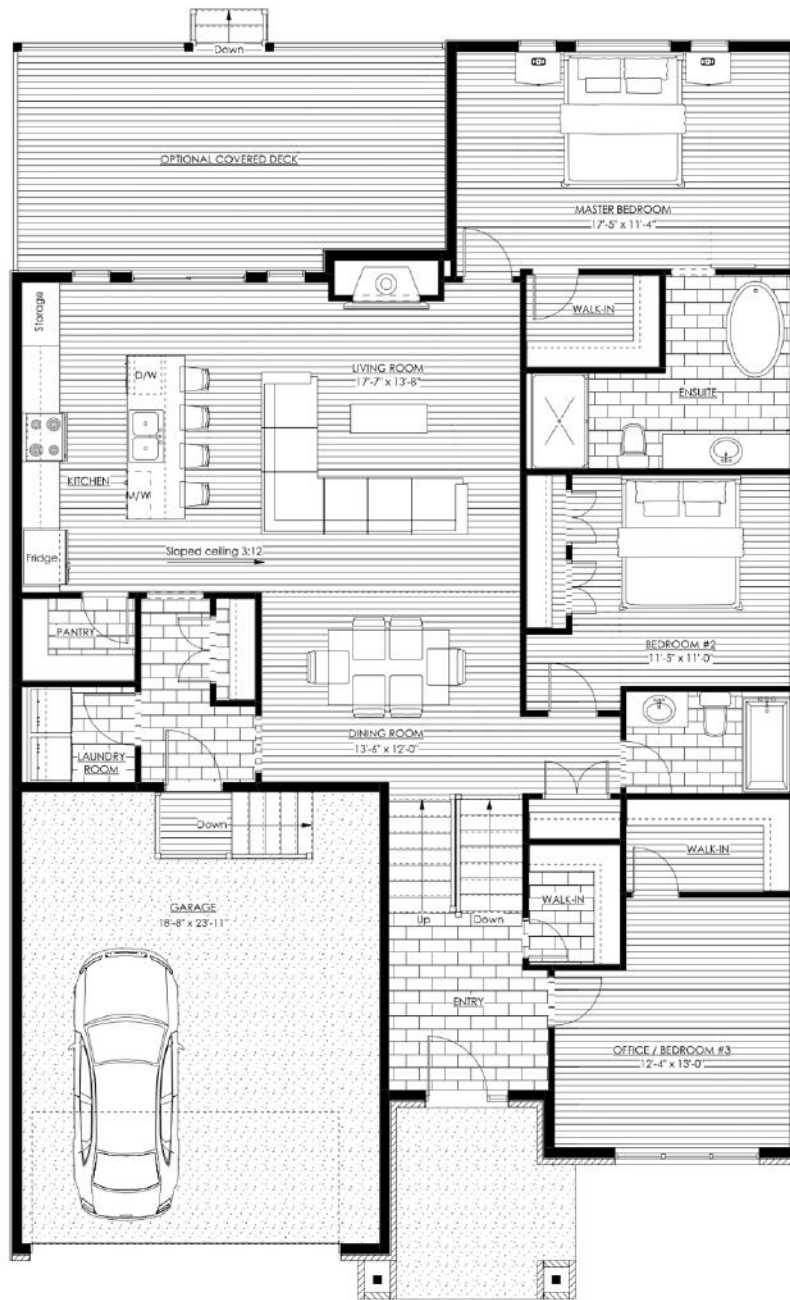 Down
OPTIONAL COVERED DECK
MASTER BEDROOM
17'-5" x 11'-4"
Storage
WALK-IN
D/W
LIVING ROOM
17'-7" x 13'-8"
ENSUITE
KITCHEN
M/W
Fridge
Sloped ceiling 3:12
PANTRY
BEDROOM #2
11'-5" x 11'-0"
DINING ROOM
13'-6" x 12'-0"
LAUNDRY
ROOM
Down
WALK-IN
WALK-IN
GARAGE
18'-8" x 23'-11"
Up
Down
ENTRY
OFFICE / BEDROOM #3
12'-4" x 13'-0"